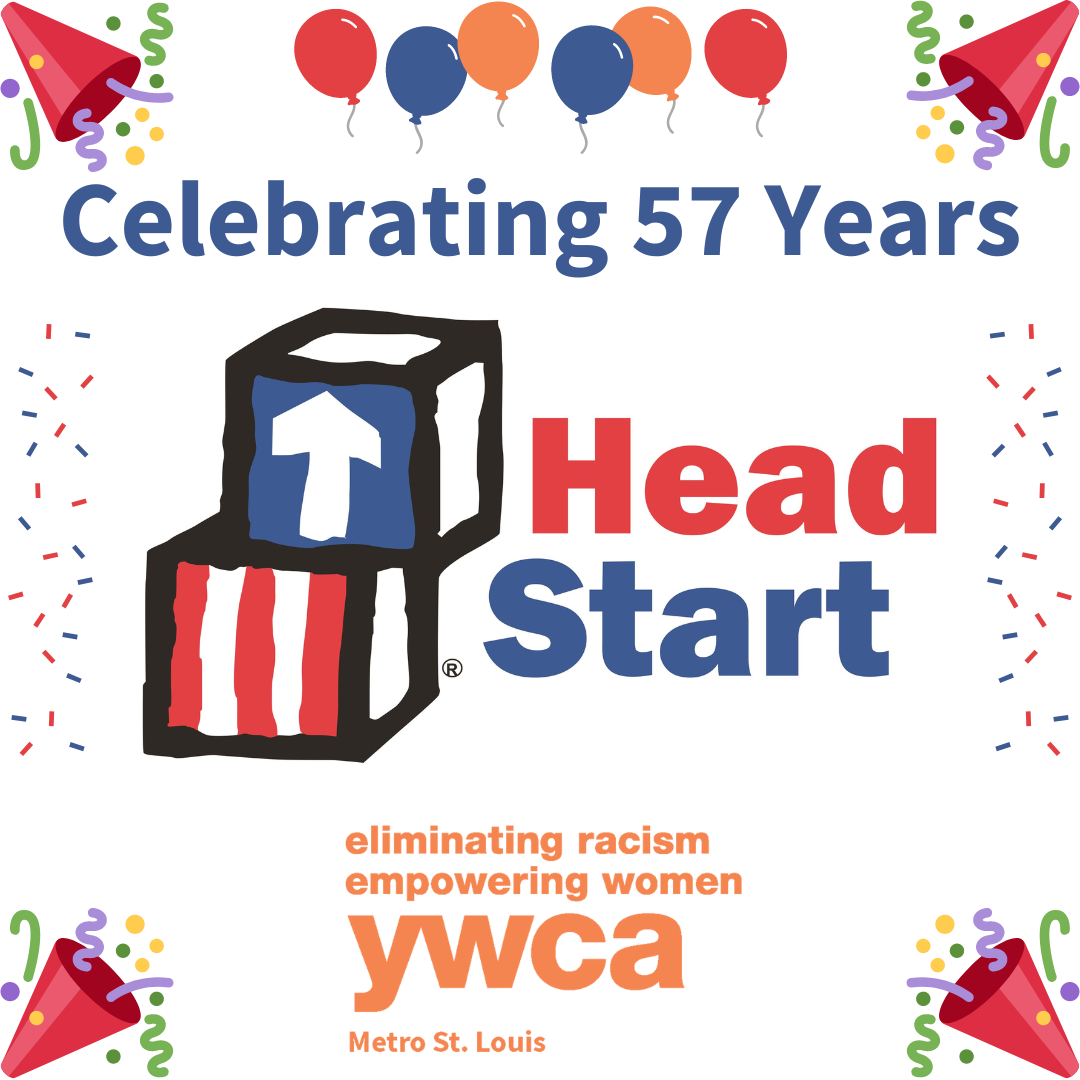 Celebrating 57 Years
Head
Start
®
eliminating racism
empowering women
ywca
Metro St. Louis